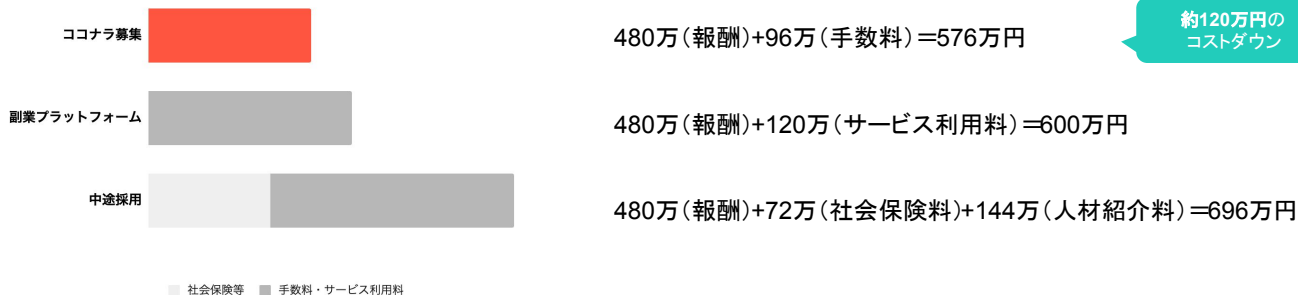 ココナラ募集
480万（報酬）+96万（手数料）＝576万円
約120万円の
コストダウン
副業プラットフォーム
480万（報酬）+120万（サービス利用料）＝600万円
中途採用
480万（報酬）+72万（社会保険料）+144万（人材紹介料）＝696万円
社会保険等
手数料・サービス利用料